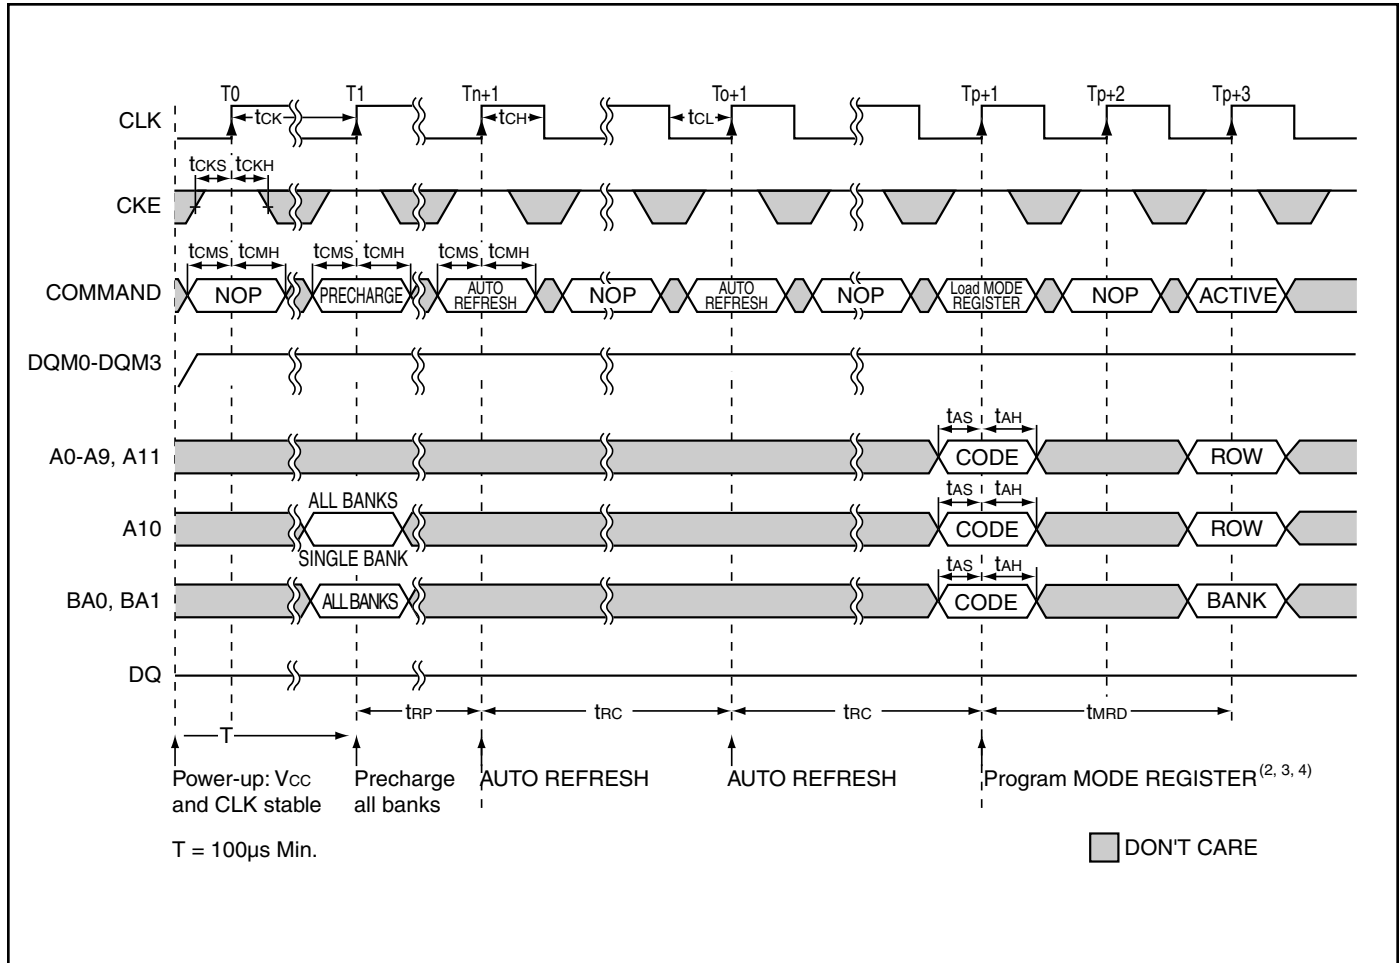 T0 T1 Tn+1 To+1 Tp+1 Tp+2 Tp+3
CLK tCK tCH tCL
tCKS tCKH
CKE
tCMS tCMH tCMS tCMH tCMS tCMH
COMMAND NOP PRECHARGE AUTO REFRESH NOP AUTO REFRESH NOP Load MODE REGISTER NOP ACTIVE
DQM0-DQM3
tAS tAH
A0-A9, A11 CODE ROW
ALL BANKS tAS tAH
A10 CODE ROW
SINGLE BANK tAS tAH
BA0, BA1 ALL BANKS CODE BANK
DQ
tRP tRC tRC tMRD
T
Power-up: VCC Precharge AUTO REFRESH AUTO REFRESH Program MODE REGISTER(2, 3, 4)
and CLK stable all banks
T = 100µs Min. DON'T CARE